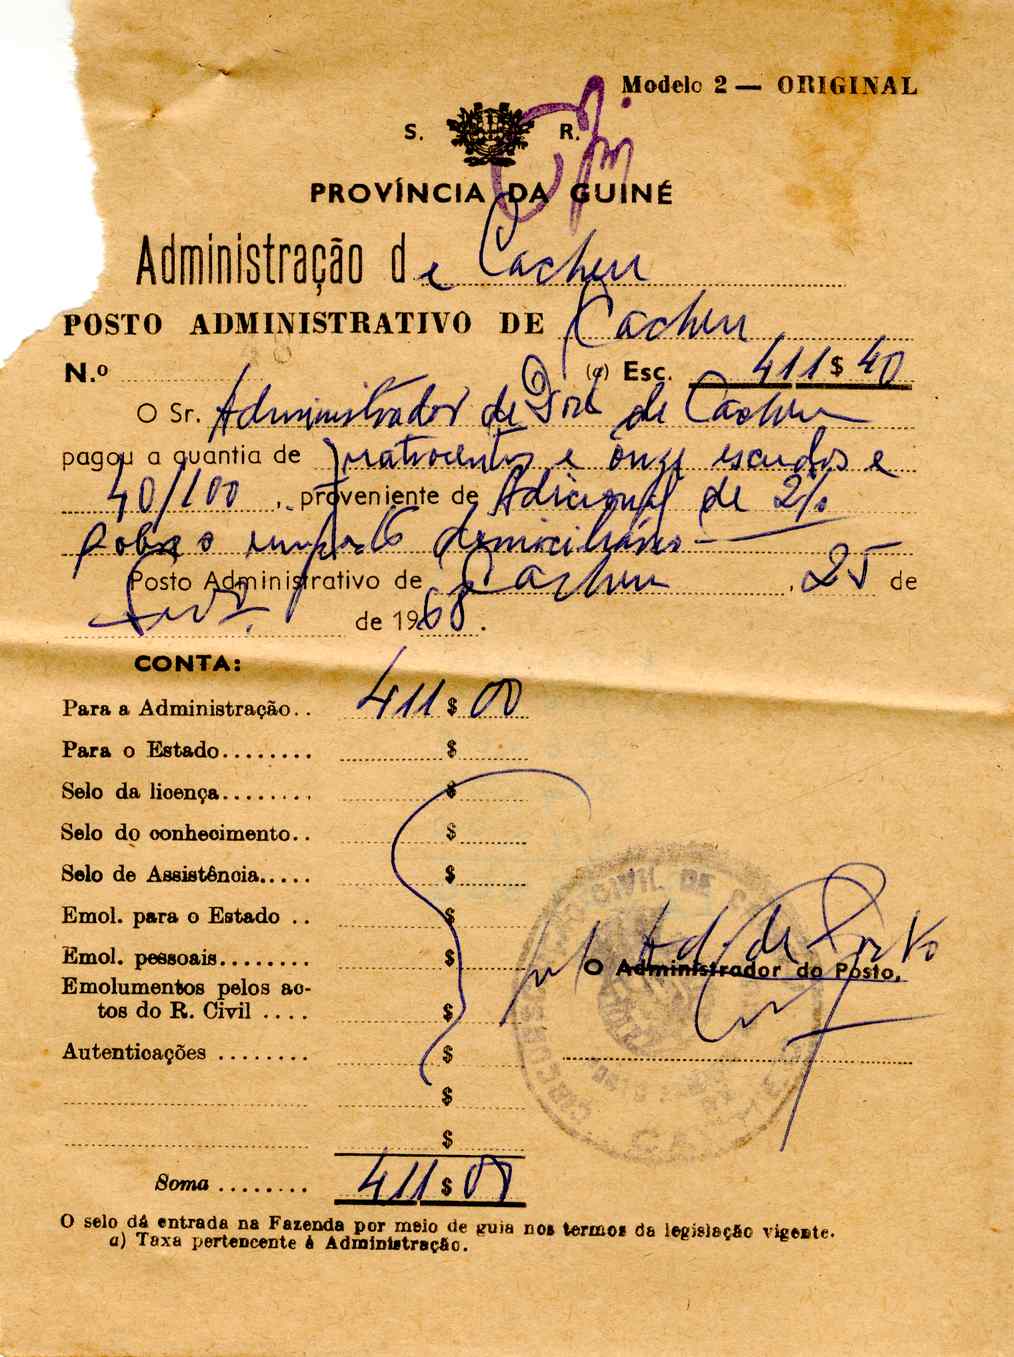 Modelo 2 — ORIGINAL
S. R.
PROVÍNCIA DA GUINÉ
Administração de Cacheu
POSTO ADMINISTRATIVO DE Cacheu
N.º (a) Esc. 411$40
O Sr. Administrador de Posto de Cacheu
pagou a quantia de Quatrocentos e onze escudos e
40/100, proveniente de Adicional de 2%
sobre o imposto domiciliário —
Posto Administrativo de Cacheu, 25 de
de 1968.
CONTA:
Para a Administração.. 411$00
Para o Estado........ $
Selo da licença........ $
Selo do conhecimento.. $
Selo de Assistência..... $
Emol. para o Estado .. $
Emol. pessoais........ $
Emolumentos pelos ac-
tos do R. Civil .... $
Autenticações ........ $
$
$
O Administrador do Posto,
Soma ........ 411$00
O selo dá entrada na Fazenda por meio de guia nos termos da legislação vigente.
a) Taxa pertencente à Administração.